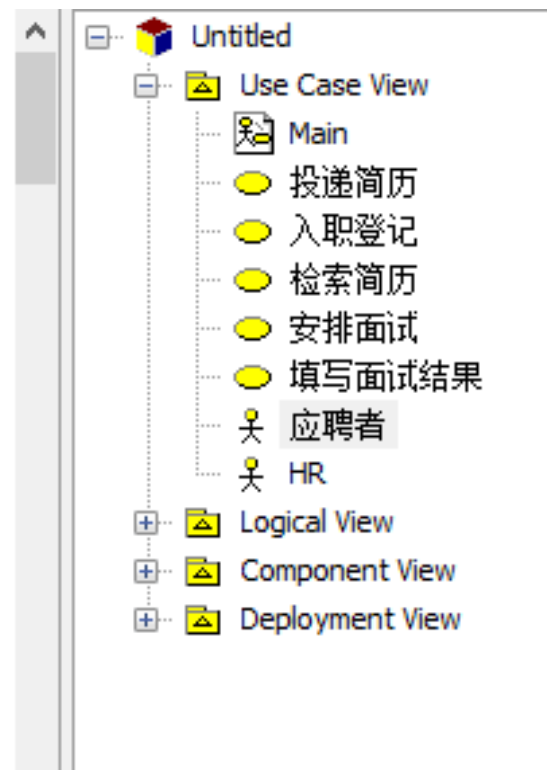 Untitled
Use Case View
Main
投递简历
入职登记
检索简历
安排面试
填写面试结果
应聘者
HR
Logical View
Component View
Deployment View